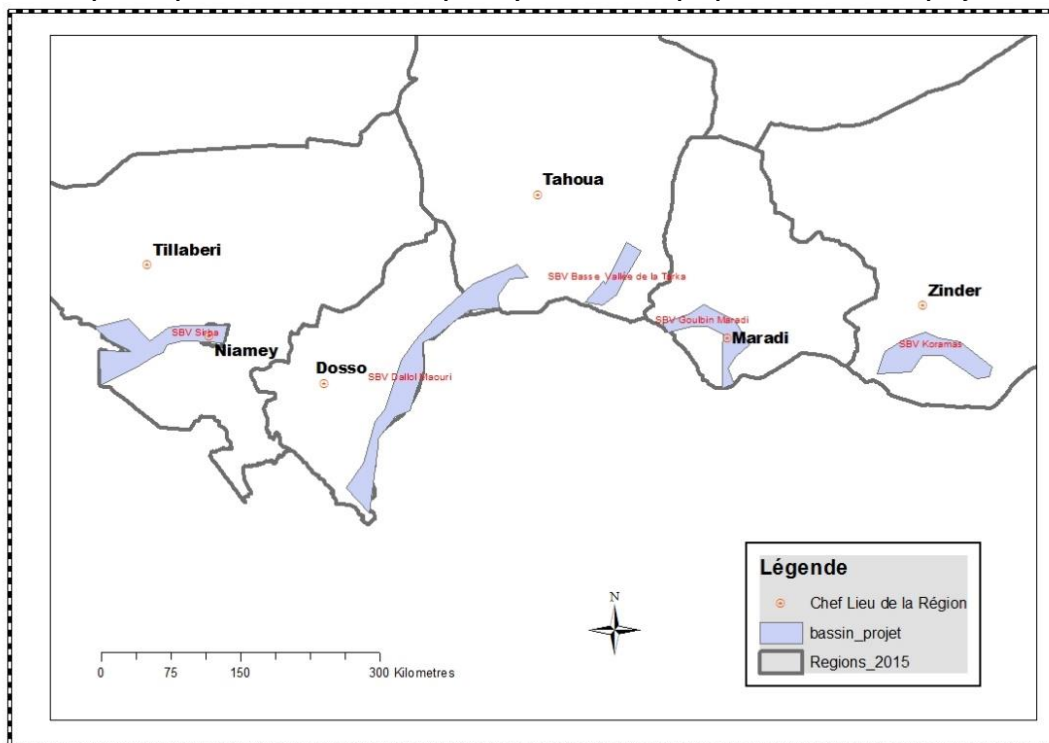 Tahoua
Tillaberi
SBV Basse Vallée de la Tarka
Zinder
SBV Goulbin Maradi
SBV Sirba
Maradi
SBV Koramas
Niamey
Dosso
SBV Dallol Maouri
Légende
Chef Lieu de la Région
bassin_projet
Regions_2015
N
0 75 150 300 Kilometres